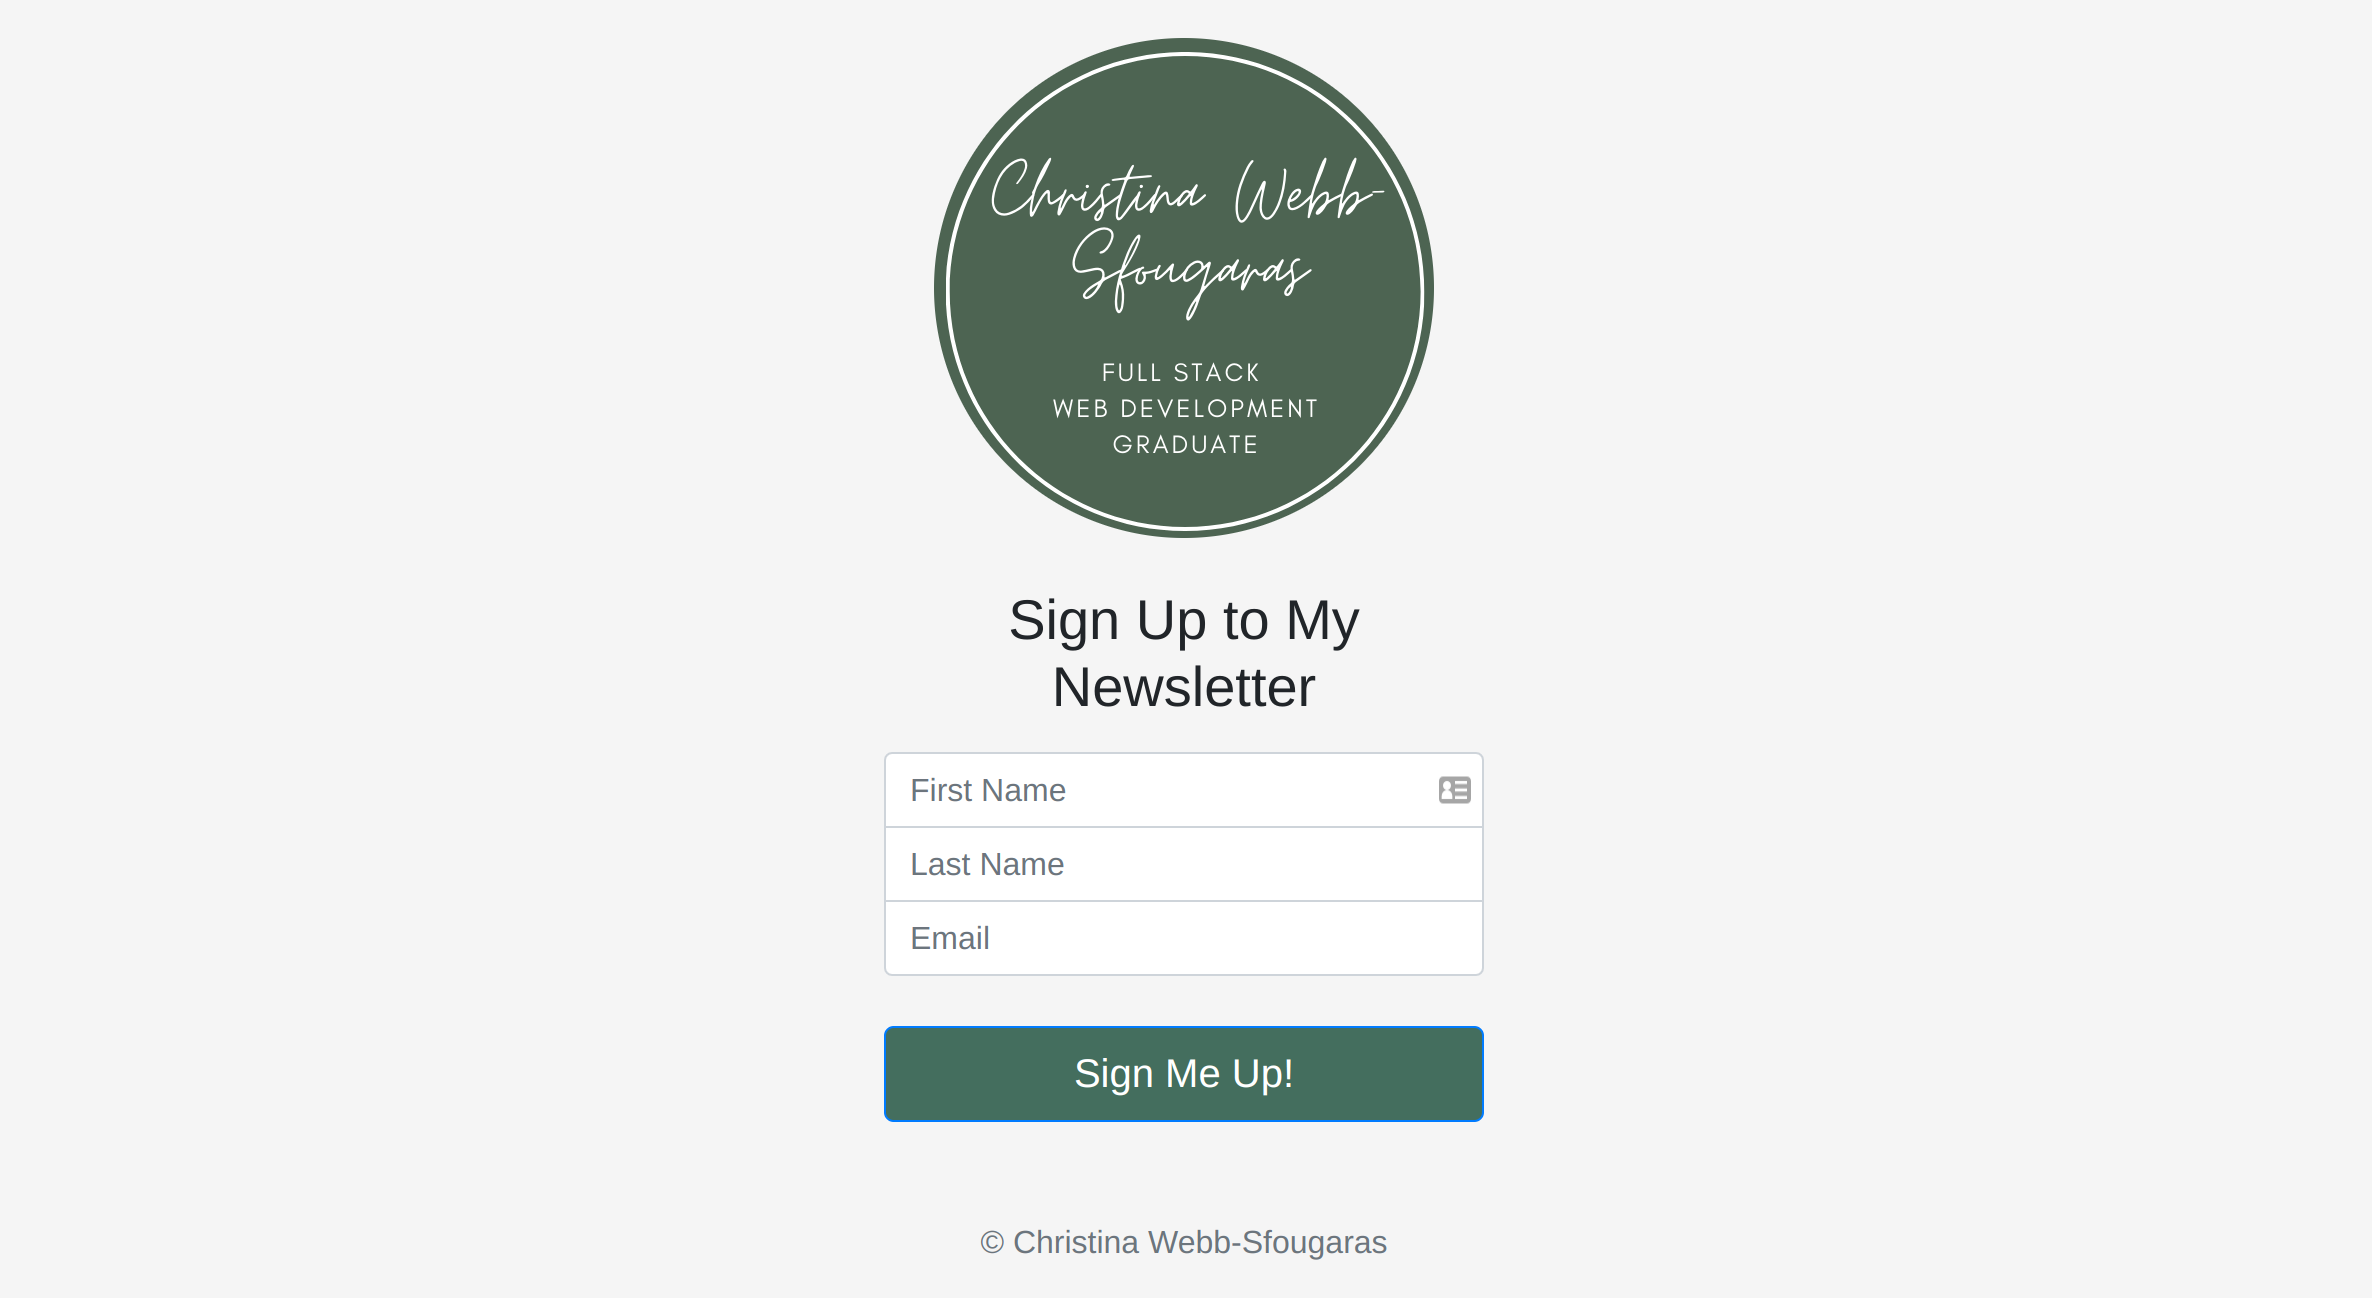 Christina Webb-
Sfougaras
FULL STACK
WEB DEVELOPMENT
GRADUATE
Sign Up to My
Newsletter
First Name
Last Name
Email
Sign Me Up!
© Christina Webb-Sfougaras